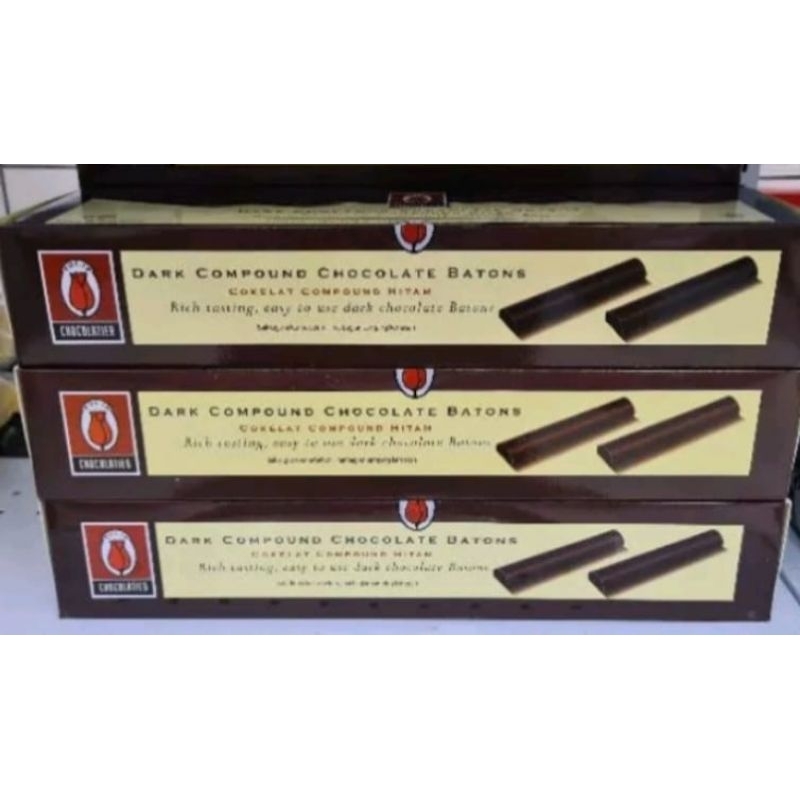 DARK COMPOUND CHOCOLATE BATONS
COKELAT COMPOUND HITAM
Rich tasting, easy to use dark chocolate Batons
CHOCOLATIER
DARK COMPOUND CHOCOLATE BATONS
COKELAT COMPOUND HITAM
Rich tasting, easy to use dark chocolate Batons
CHOCOLATIER
DARK COMPOUND CHOCOLATE BATONS
COKELAT COMPOUND HITAM
Rich tasting, easy to use dark chocolate Batons
CHOCOLATIER